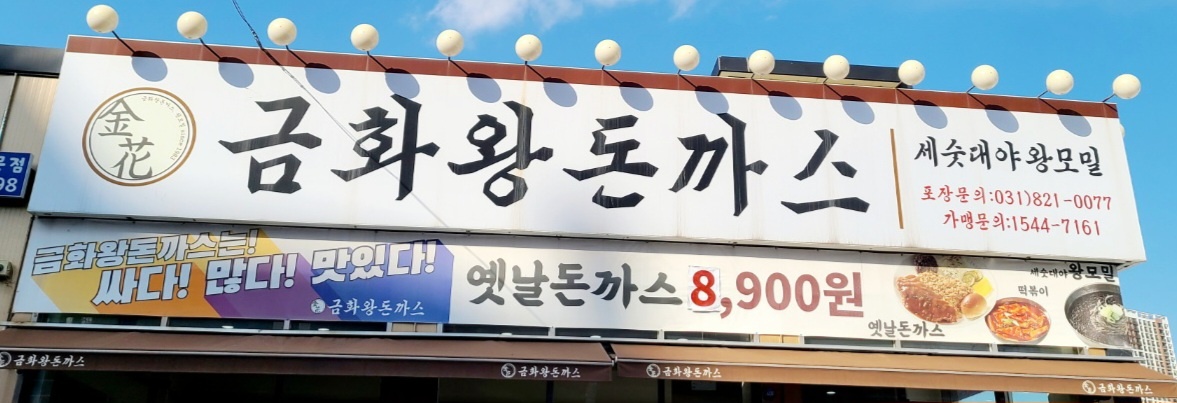 金花
금화왕돈까스
세숫대야왕모밀
포장문의:031)821-0077
가맹문의:1544-7161
점
98
금화왕돈까스는!
싸다! 많다! 맛있다!
금화왕돈까스
옛날돈까스 8,900원
옛날돈까스
떡볶이
세숫대야왕모밀
금화왕돈까스
금화왕돈까스
금화왕돈까스
금화왕돈까스